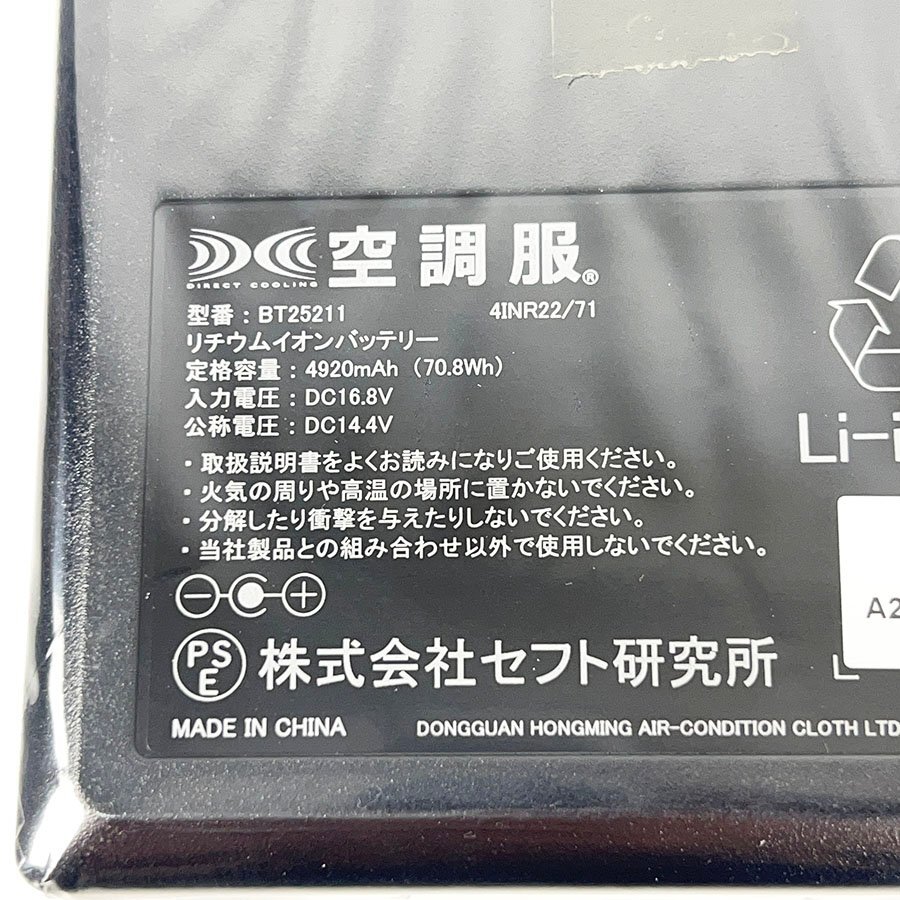 空調服®
DIRECT COOLING
型番：BT25211 4INR22/71
リチウムイオンバッテリー
定格容量：4920mAh（70.8Wh）
入力電圧：DC16.8V
公称電圧：DC14.4V
・取扱説明書をよくお読みになりご使用ください。
・火気の周りや高温の場所に置かないでください。
・分解したり衝撃を与えたりしないでください。
・当社製品との組み合わせ以外で使用しないでください。
PSE 株式会社セフト研究所
MADE IN CHINA DONGGUAN HONGMING AIR-CONDITION CLOTH LTD
Li-i
A2